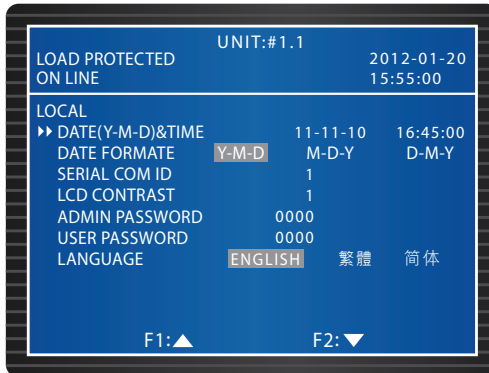 UNIT:#1.1
LOAD PROTECTED 2012-01-20
ON LINE 15:55:00
LOCAL
DATE(Y-M-D)&TIME 11-11-10 16:45:00
DATE FORMATE Y-M-D M-D-Y D-M-Y
SERIAL COM ID 1
LCD CONTRAST 1
ADMIN PASSWORD 0000
USER PASSWORD 0000
LANGUAGE ENGLISH 繁體 简体
F1:▲ F2:▼